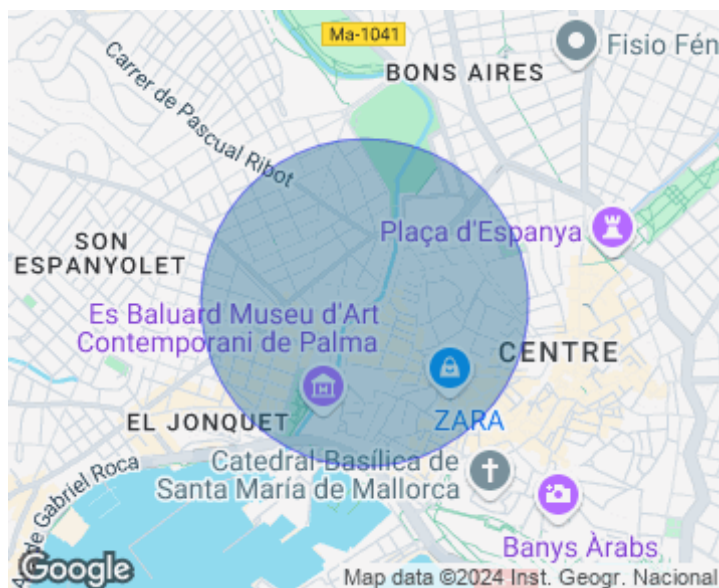 Ma-1041
Fisio Fén
BONS AIRES
Carrer de Pascual Ribot
Plaça d'Espanya
SON
ESPANYOLET
Es Baluard Museu d'Art
Contemporani de Palma
CENTRE
EL JONQUET
ZARA
Catedral-Basílica de
Santa María de Mallorca
de Gabriel Roca
Banys Àrabs
Google
Map data ©2024 Inst. Geogr. Nacional